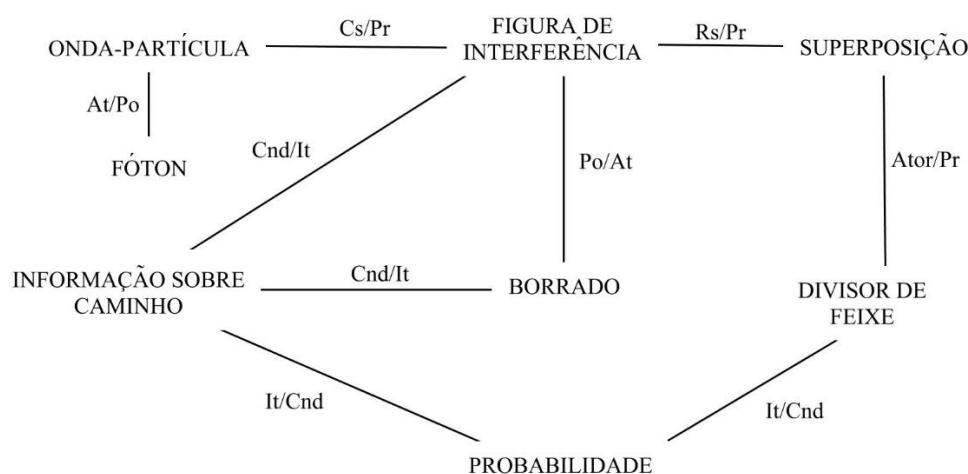 ONDA-PARTÍCULA
Cs/Pr
FIGURA DE
INTERFERÊNCIA
Rs/Pr
SUPERPOSIÇÃO
At/Po
FÓTON
Cnd/It
Po/At
Ator/Pr
INFORMAÇÃO SOBRE
CAMINHO
Cnd/It
BORRADO
DIVISOR DE
FEIXE
It/Cnd
It/Cnd
PROBABILIDADE